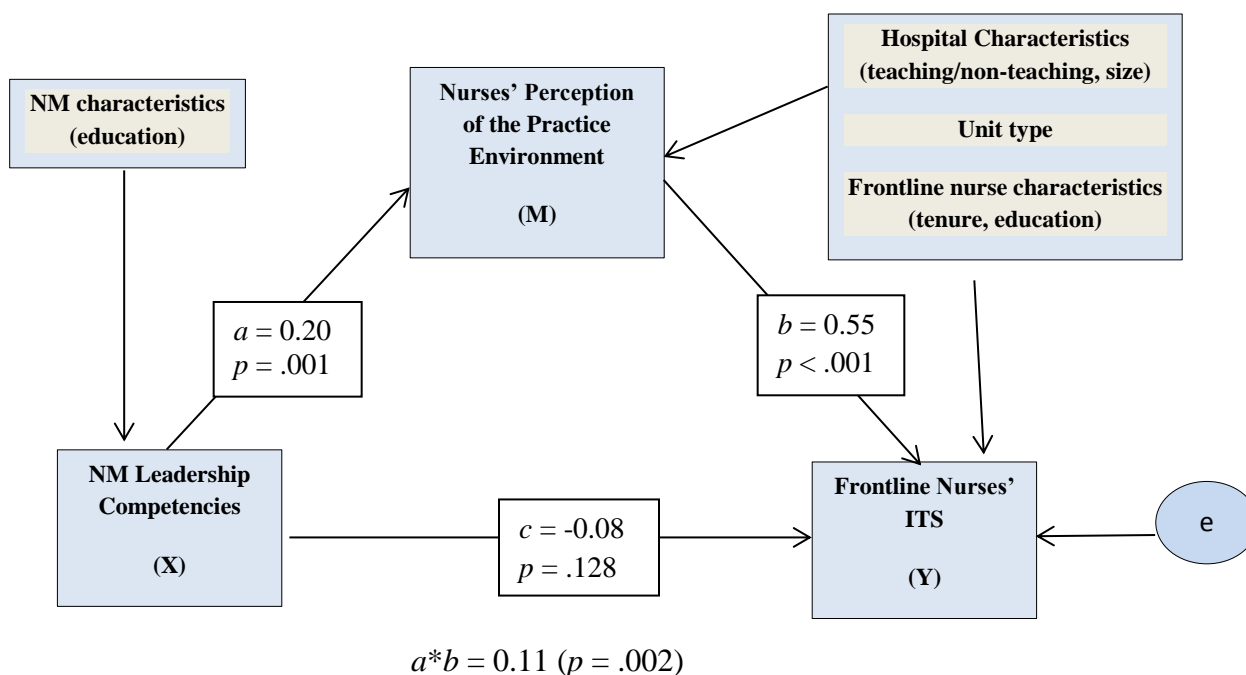 NM characteristics
(education)
Nurses’ Perception
of the Practice
Environment
(M)
Hospital Characteristics
(teaching/non-teaching, size)
Unit type
Frontline nurse characteristics
(tenure, education)
a = 0.20
p = .001
b = 0.55
p < .001
NM Leadership
Competencies
(X)
c = -0.08
p = .128
Frontline Nurses’
ITS
(Y)
e
a*b = 0.11 (p = .002)